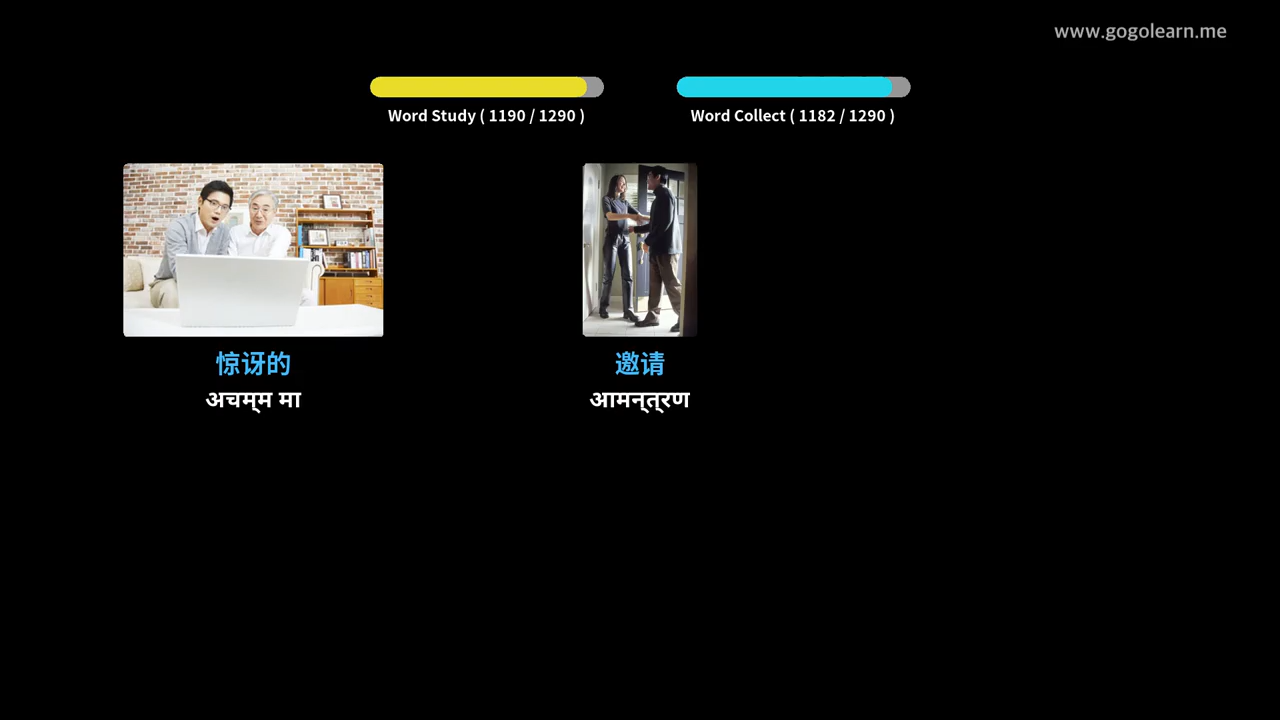 www.gogolearn.me
Word Study ( 1190 / 1290 )
Word Collect ( 1182 / 1290 )
惊讶的
अचम्‌म मा
邀请
आमन्‌त्‌रण